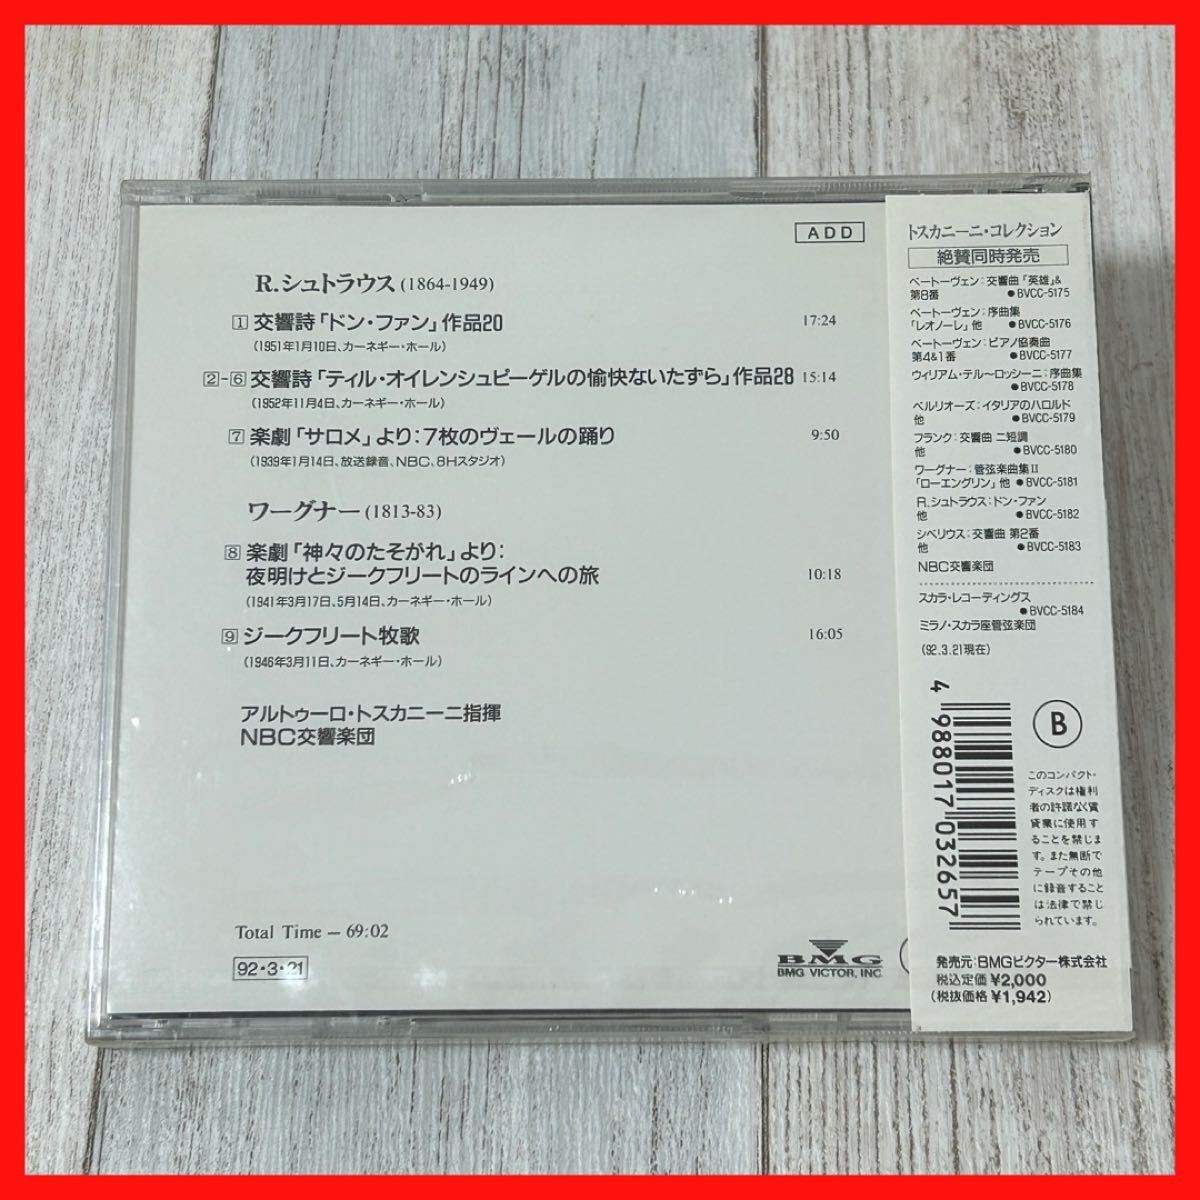 ADD
R.シュトラウス(1864-1949)
1 交響詩「ドン・ファン」作品20 17:24
(1951年1月10日、カーネギー・ホール)
2-6 交響詩「ティル・オイレンシュピーゲルの愉快ないたずら」作品28 15:14
(1952年11月4日、カーネギー・ホール)
7 楽劇「サロメ」より:7枚のヴェールの踊り 9:50
(1939年1月14日、放送録音、NBC、8Hスタジオ)
ワーグナー(1813-83)
8 楽劇「神々のたそがれ」より:
夜明けとジークフリートのラインへの旅 10:18
(1941年3月17日、5月14日、カーネギー・ホール)
9 ジークフリート牧歌 16:05
(1946年3月11日、カーネギー・ホール)
アルトゥーロ・トスカニーニ指揮
NBC交響楽団
Total Time — 69:02
92・3・21
BMG
BMG VICTOR, INC.
トスカニーニ・コレクション
絶賛同時発売
ベートーヴェン:交響曲「英雄」&
第8番 ●BVCC-5175
ベートーヴェン:序曲集
「レオノーレ」他 ●BVCC-5176
ベートーヴェン:ピアノ協奏曲
第4&1番 ●BVCC-5177
ウィリアム・テル〜ロッシーニ:序曲集
●BVCC-5178
ベルリオーズ:イタリアのハロルド
他 ●BVCC-5179
フランク:交響曲 ニ短調
他 ●BVCC-5180
ワーグナー:管弦楽曲集II
「ローエングリン」他 ●BVCC-5181
R.シュトラウス:ドン・ファン
他 ●BVCC-5182
シベリウス:交響曲 第2番
他 ●BVCC-5183
NBC交響楽団
スカラ・レコーディングス
●BVCC-5184
ミラノ・スカラ座管弦楽団
(92.3.21現在)
4 988017 032657
B
このコンパクト・
ディスクは権利
者の許諾なく賃
貸業に使用す
ることを禁じま
す。また無断で
テープその他
に録音すること
は法律で禁じ
られています。
発売元:BMGビクター株式会社
税込定価¥2,000
(税抜価格¥1,942)